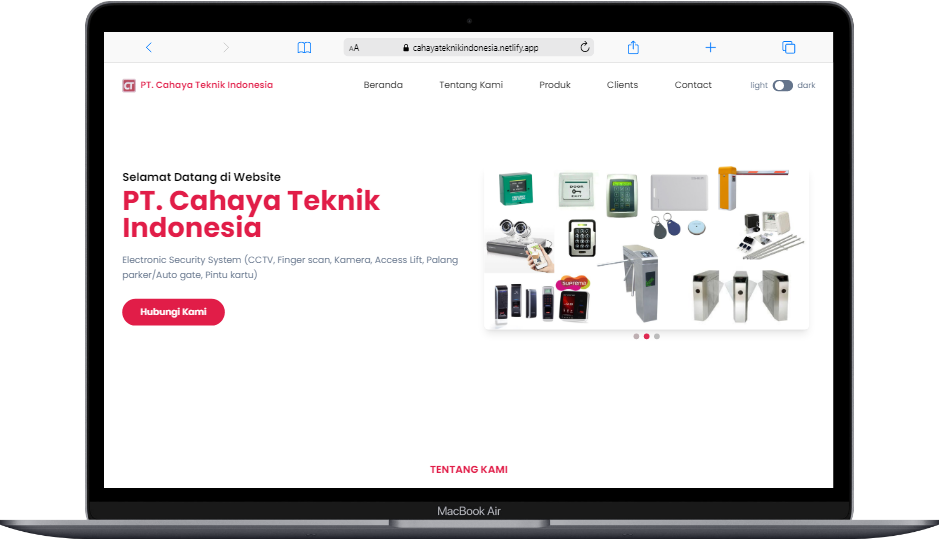 AA cahayateknikindonesia.netlify.app
CT PT. Cahaya Teknik Indonesia Beranda Tentang Kami Produk Clients Contact light dark
Selamat Datang di Website
PT. Cahaya Teknik
Indonesia
Electronic Security System (CCTV, Finger scan, Kamera, Access Lift, Palang
parker/Auto gate, Pintu kartu)
Hubungi Kami
SUPREMA
TENTANG KAMI
MacBook Air